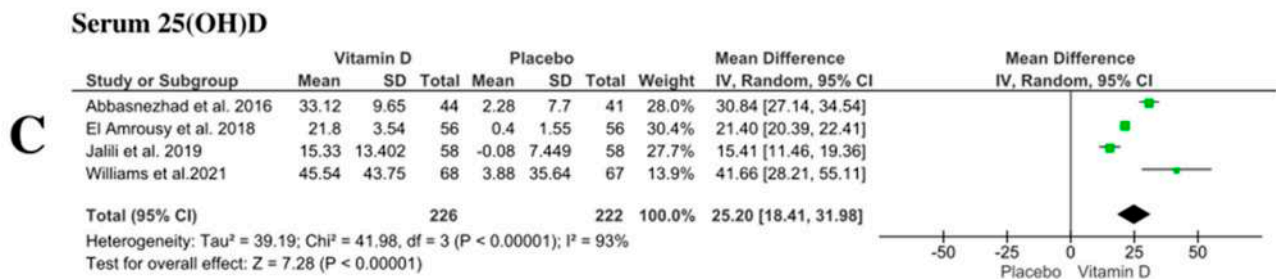 Serum 25(OH)D
C
Vitamin D Placebo Mean Difference Mean Difference
Study or Subgroup Mean SD Total Mean SD Total Weight IV, Random, 95% CI IV, Random, 95% CI
Abbasnezhad et al. 2016 33.12 9.65 44 2.28 7.7 41 28.0% 30.84 [27.14, 34.54]
El Amrousy et al. 2018 21.8 3.54 56 0.4 1.55 56 30.4% 21.40 [20.39, 22.41]
Jalili et al. 2019 15.33 13.402 58 -0.08 7.449 58 27.7% 15.41 [11.46, 19.36]
Williams et al.2021 45.54 43.75 68 3.88 35.64 67 13.9% 41.66 [28.21, 55.11]
Total (95% CI) 226 222 100.0% 25.20 [18.41, 31.98]
Heterogeneity: Tau² = 39.19; Chi² = 41.98, df = 3 (P < 0.00001); I² = 93%
Test for overall effect: Z = 7.28 (P < 0.00001)
-50 -25 0 25 50
Placebo Vitamin D